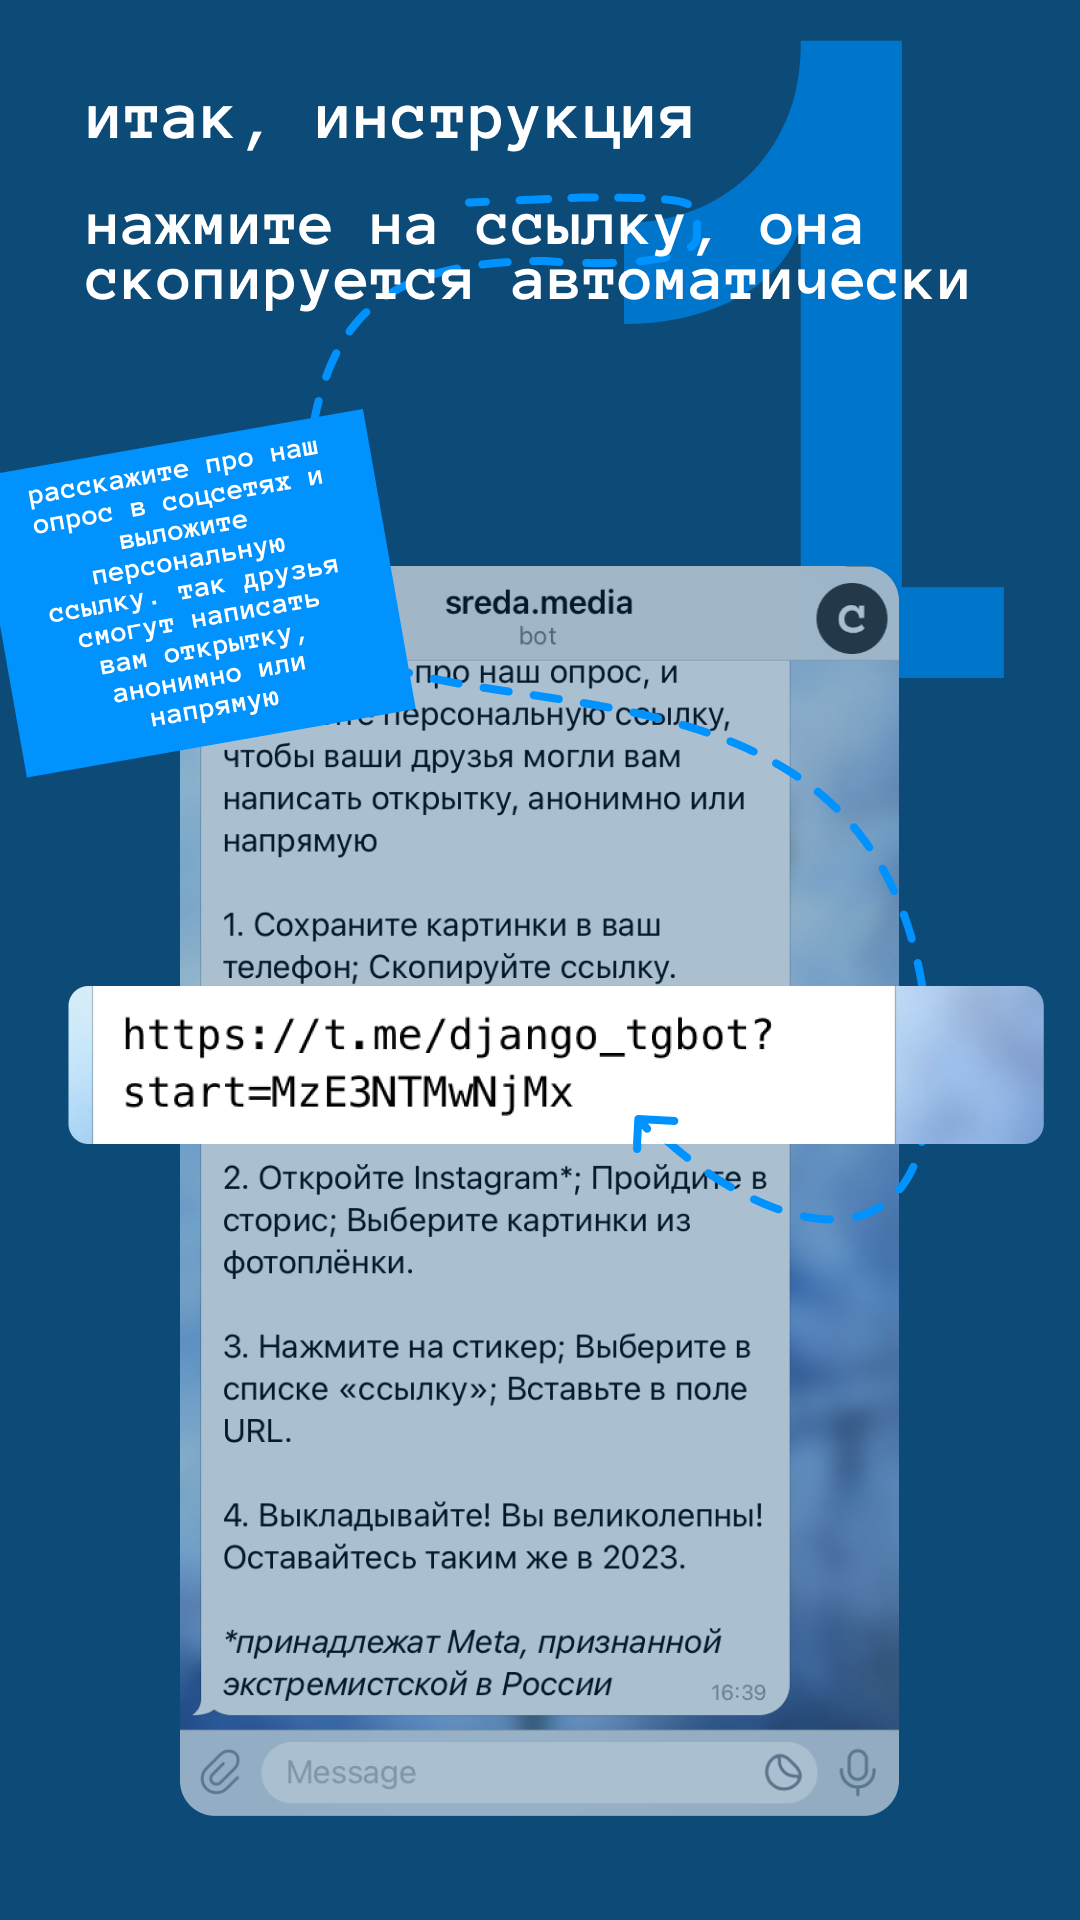 итак, инструкция
нажмите на ссылку, она
скопируется автоматически
расскажите про наш
опрос в соцсетях и
выложите
персональную
ссылку. так друзья
смогут написать
вам открытку,
анонимно или
напрямую
sreda.media
bot
C
про наш опрос, и
персональную ссылку,
чтобы ваши друзья могли вам
написать открытку, анонимно или
напрямую
1. Сохраните картинки в ваш
телефон; Скопируйте ссылку.
https://t.me/django_tgbot?
start=MzE3NTMwNjMx
2. Откройте Instagram*; Пройдите в
сторис; Выберите картинки из
фотоплёнки.
3. Нажмите на стикер; Выберите в
списке «ссылку»; Вставьте в поле
URL.
4. Выкладывайте! Вы великолепны!
Оставайтесь таким же в 2023.
*принадлежат Meta, признанной
экстремистской в России
16:39
Message